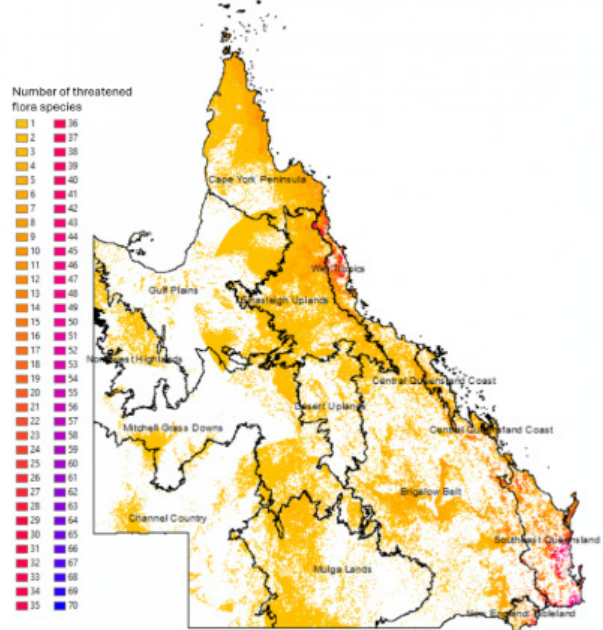 Number of threatened
flora species
1 36
2 37
3 38
4 39
5 40
6 41
7 42
8 43
9 44
10 45
11 46
12 47
13 48
14 49
15 50
16 51
17 52
18 53
19 54
20 55
21 56
22 57
23 58
24 59
25 60
26 61
27 62
28 63
29 64
30 65
31 66
32 67
33 68
34 69
35 70
Cape York Peninsula
Wet Tropics
Gulf Plains
Einasleigh Uplands
Northwest Highlands
Central Queensland Coast
Desert Uplands
Mitchell Grass Downs
Central Queensland Coast
Brigalow Belt
Channel Country
Southeast Queensland
Mulga Lands
New England Tableland